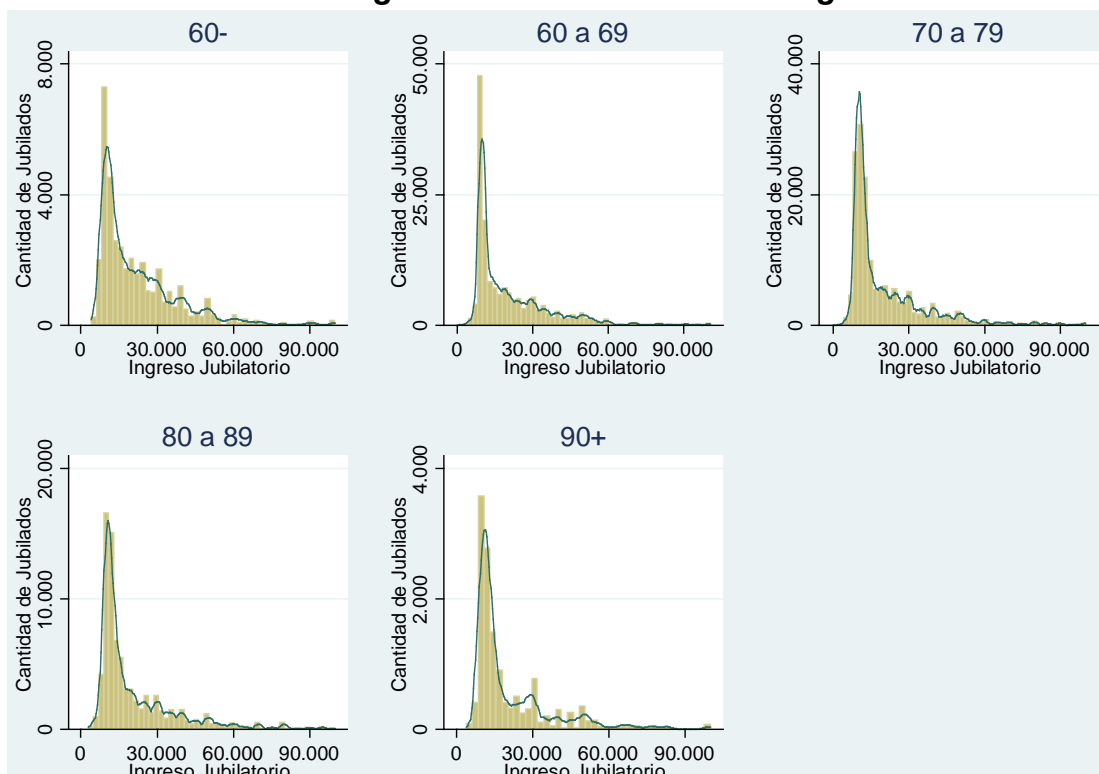 60-
Cantidad de Jubilados
8.000
4.000
0
0 30.000 60.000 90.000
Ingreso Jubilatorio
60 a 69
Cantidad de Jubilados
50.000
25.000
0
0 30.000 60.000 90.000
Ingreso Jubilatorio
70 a 79
Cantidad de Jubilados
40.000
20.000
0
0 30.000 60.000 90.000
Ingreso Jubilatorio
80 a 89
Cantidad de Jubilados
20.000
10.000
0
0 30.000 60.000 90.000
Ingreso Jubilatorio
90+
Cantidad de Jubilados
4.000
2.000
0
0 30.000 60.000 90.000
Ingreso Jubilatorio